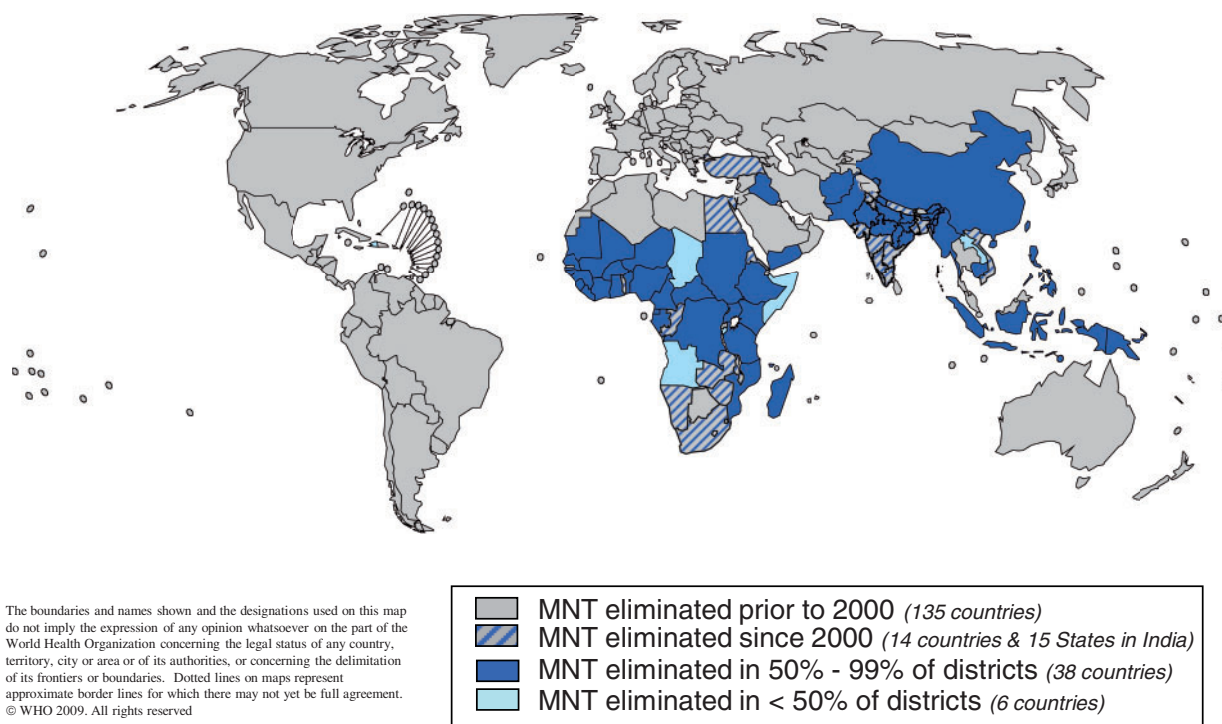 The boundaries and names shown and the designations used on this map
do not imply the expression of any opinion whatsoever on the part of the
World Health Organization concerning the legal status of any country,
territory, city or area or of its authorities, or concerning the delimitation
of its frontiers or boundaries.  Dotted lines on maps represent
approximate border lines for which there may not yet be full agreement.
© WHO 2009. All rights reserved
MNT eliminated prior to 2000 (135 countries)
MNT eliminated since 2000 (14 countries & 15 States in India)
MNT eliminated in 50% - 99% of districts (38 countries)
MNT eliminated in < 50% of districts (6 countries)